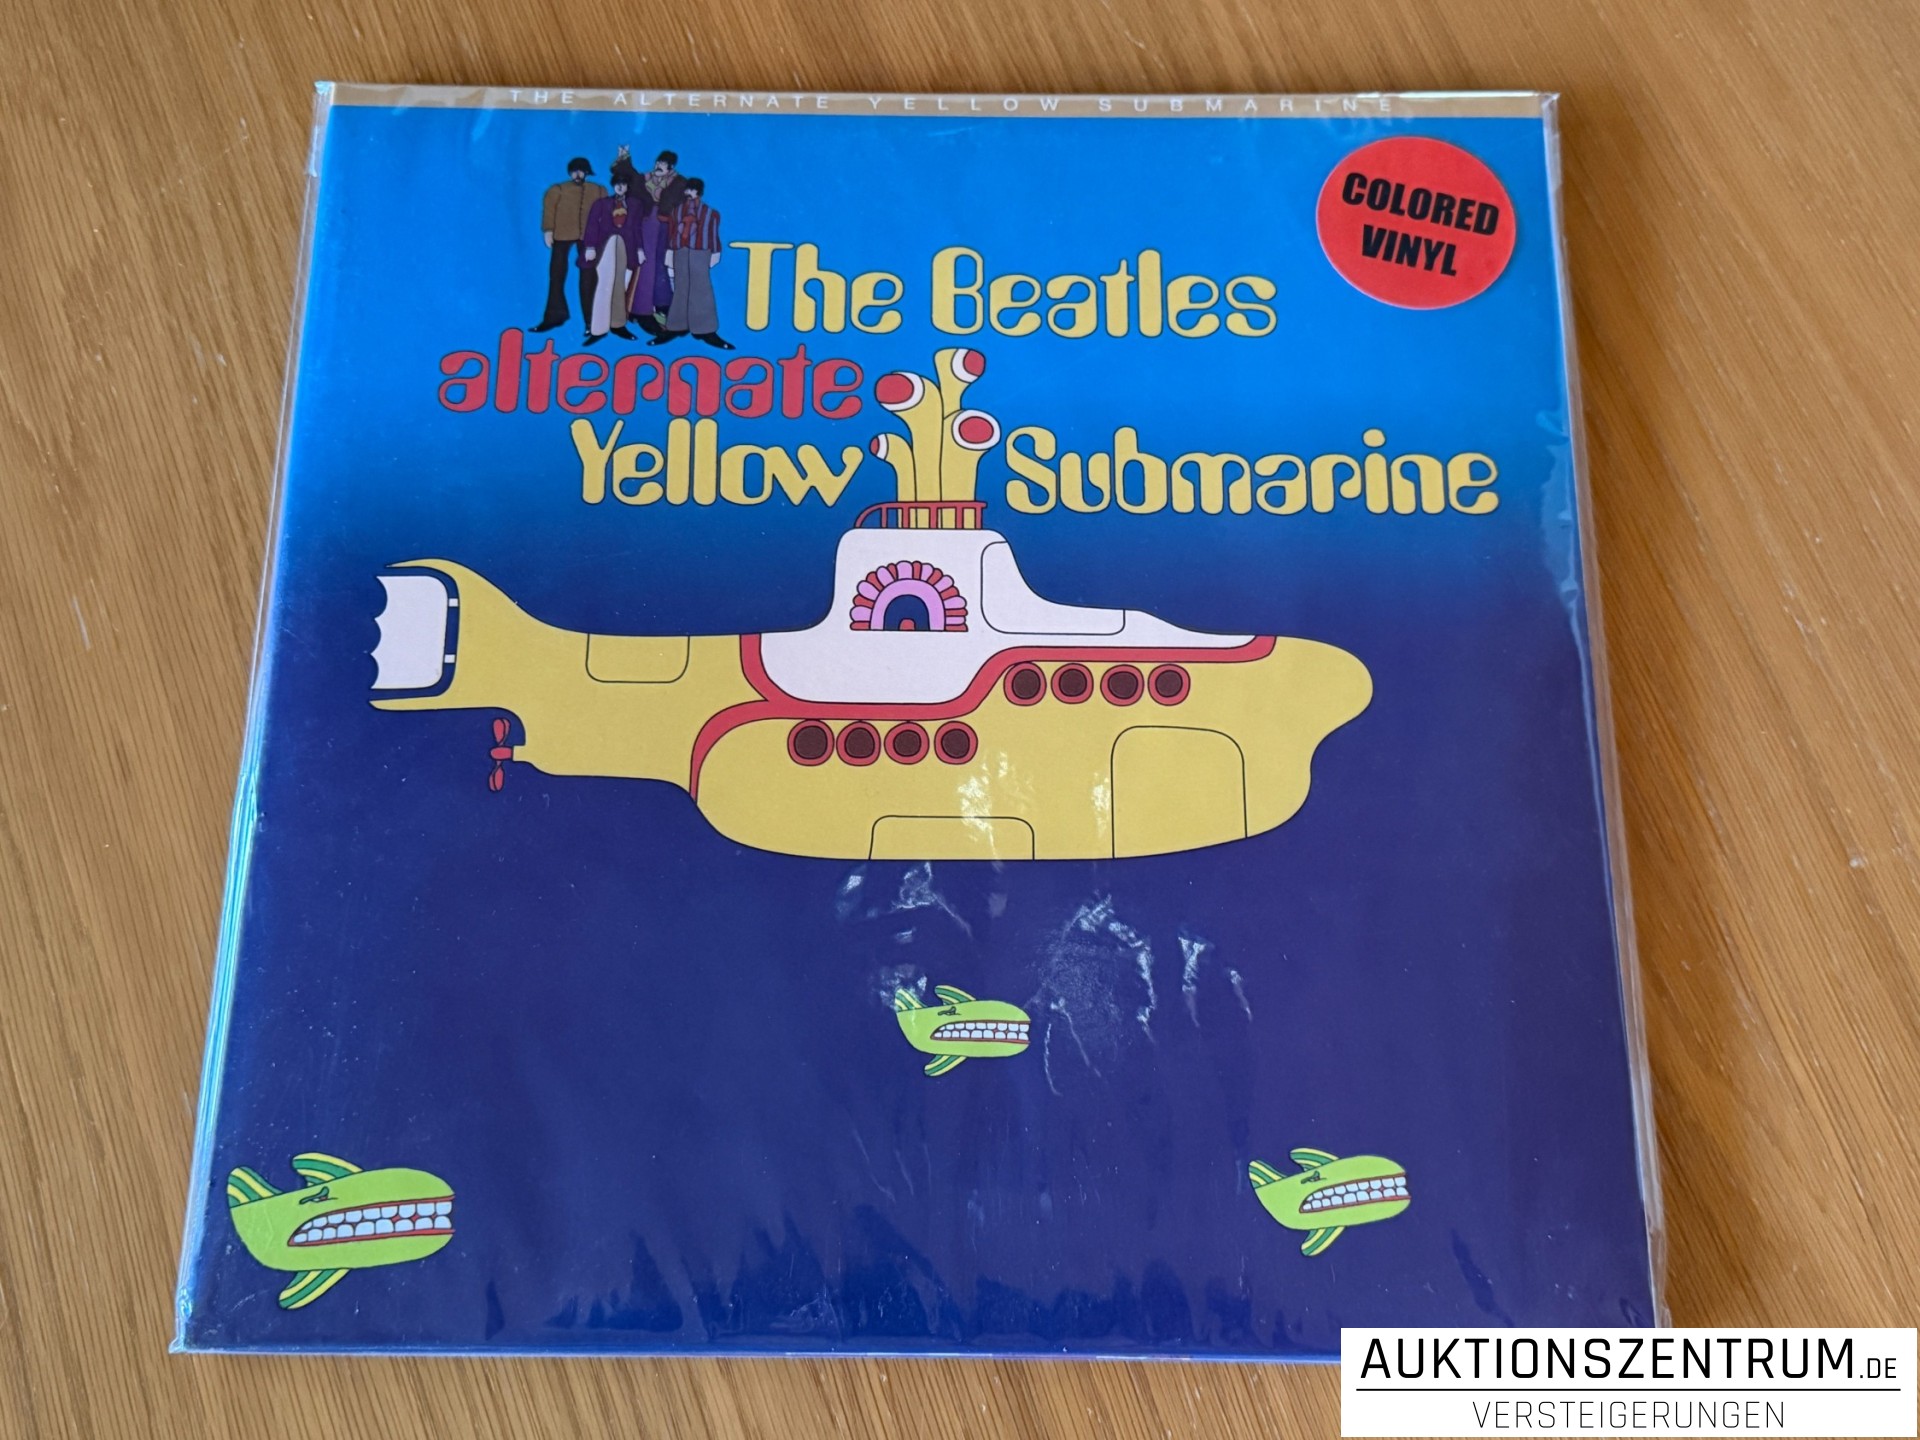 THE ALTERNATE YELLOW SUBMARINE
COLORED
VINYL
The Beatles
alternate
Yellow Submarine
AUKTIONSZENTRUM.DE
VERSTEIGERUNGEN